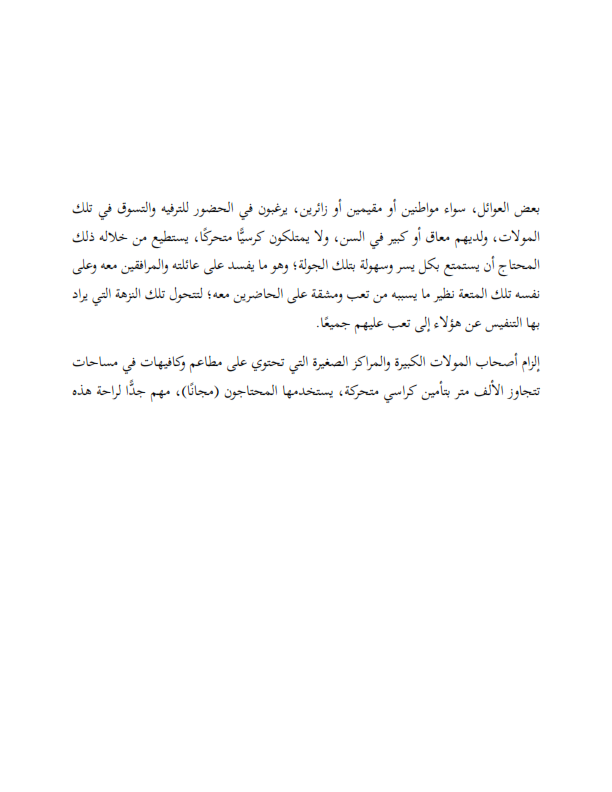 بعض العوائل، سواء مواطنين أو مقيمين أو زائرين، يرغبون في الحضور للترفيه والتسوق في تلك
المولات، ولديهم معاق أو كبير في السن، ولا يمتلكون كرسيًّا متحركًا، يستطيع من خلاله ذلك
المحتاج أن يستمتع بكل يسر وسهولة بتلك الجولة؛ وهو ما يفسد على عائلته والمرافقين معه وعلى
نفسه تلك المتعة نظير ما يسببه من تعب ومشقة على الحاضرين معه؛ لتتحول تلك النزهة التي يراد
بها التنفيس عن هؤلاء إلى تعب عليهم جميعًا.
إلزام أصحاب المولات الكبيرة والمراكز الصغيرة التي تحتوي على مطاعم وكافيهات في مساحات
تتجاوز الألف متر بتأمين كراسي متحركة، يستخدمها المحتاجون (مجانًا)، مهم جدًّا لراحة هذه